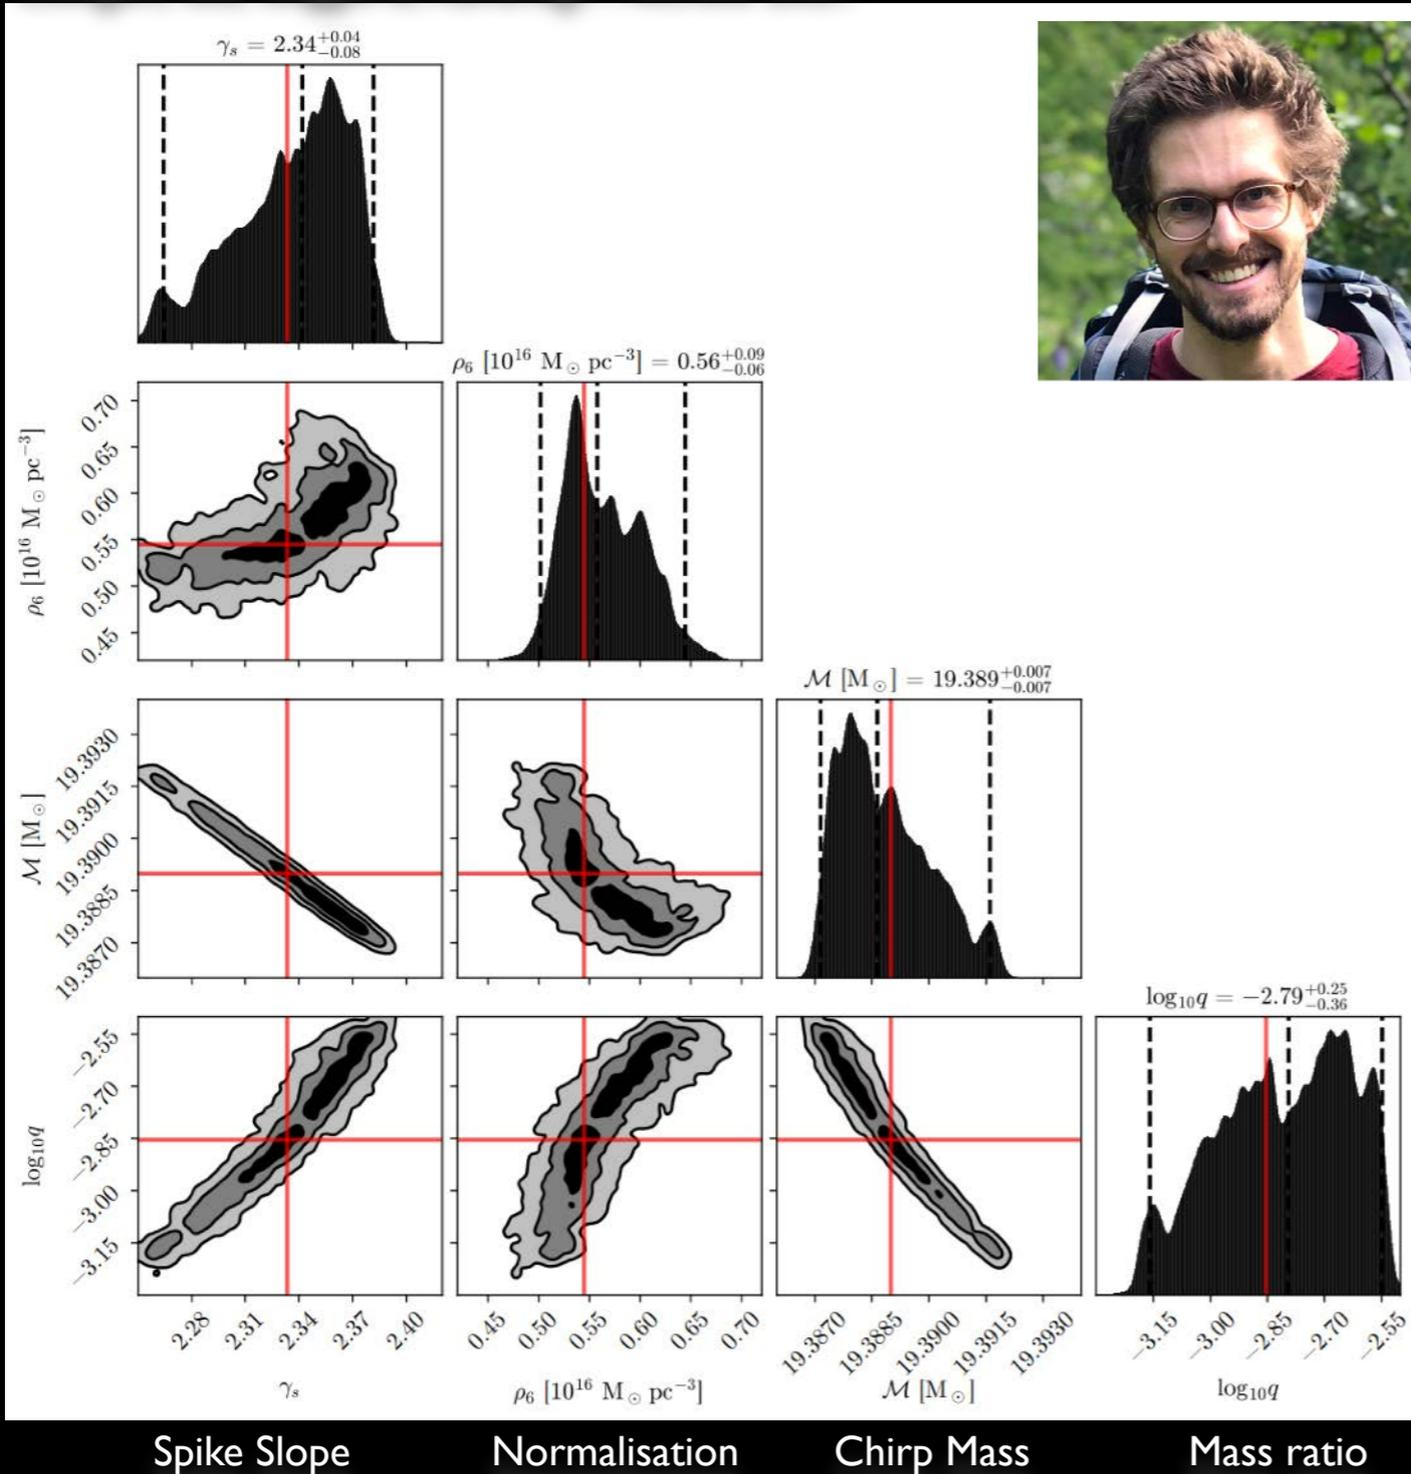 γₛ = 2.34⁺⁰·⁰⁴₋₀.₀₈
ρ₆ [10¹⁶ M☉ pc⁻³] = 0.56⁺⁰·⁰⁹₋₀.₀₆
0.70
0.65
0.60
0.55
0.50
0.45
ρ₆ [10¹⁶ M☉ pc⁻³]
ℳ [M☉] = 19.389⁺⁰·⁰⁰⁷₋₀.₀₀₇
19.3930
19.3915
19.3900
19.3885
19.3870
ℳ [M☉]
log₁₀q = −2.79⁺⁰·²⁵₋₀.₃₆
−2.55
−2.70
−2.85
−3.00
−3.15
log₁₀q
2.28 2.31 2.34 2.37 2.40
0.45 0.50 0.55 0.60 0.65 0.70
19.3870 19.3885 19.3900 19.3915 19.3930
−3.15 −3.00 −2.85 −2.70 −2.55
γₛ
ρ₆ [10¹⁶ M☉ pc⁻³]
ℳ [M☉]
log₁₀q
Spike Slope
Normalisation
Chirp Mass
Mass ratio